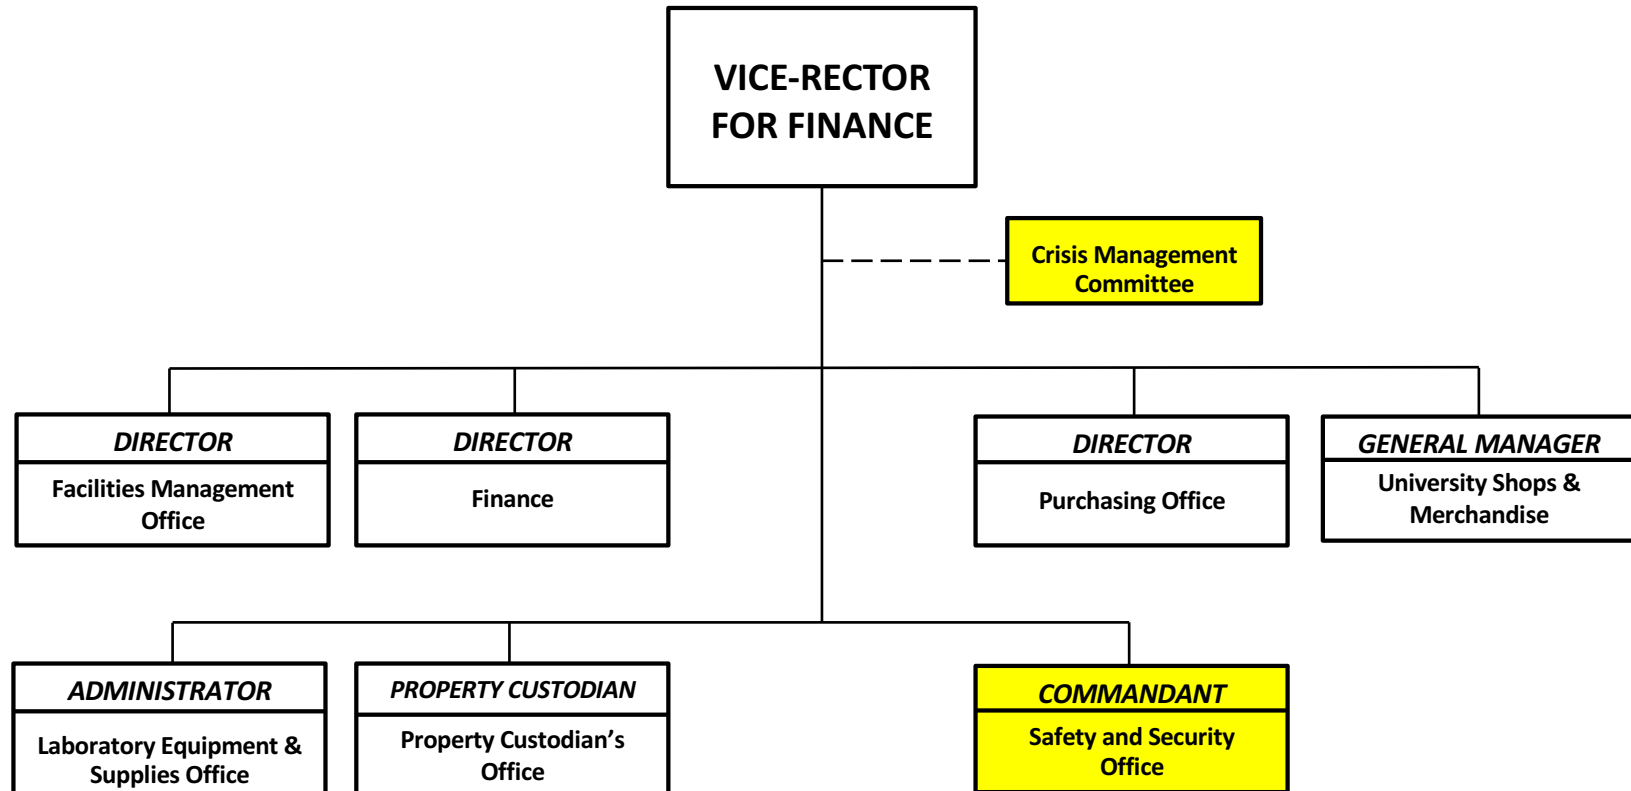 VICE-RECTOR
FOR FINANCE
Crisis Management
Committee
DIRECTOR
Facilities Management
Office
DIRECTOR
Finance
DIRECTOR
Purchasing Office
GENERAL MANAGER
University Shops &
Merchandise
ADMINISTRATOR
Laboratory Equipment &
Supplies Office
PROPERTY CUSTODIAN
Property Custodian’s
Office
COMMANDANT
Safety and Security
Office